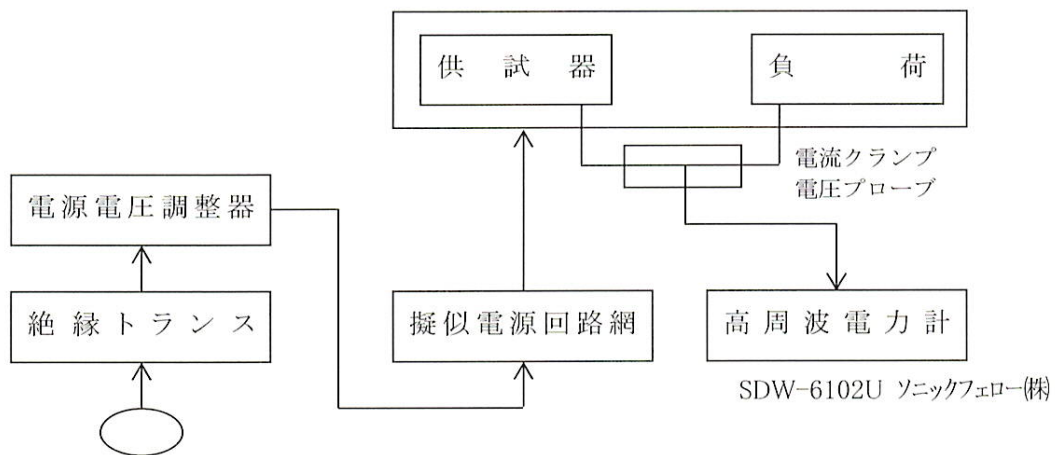 供試器
負荷
電流クランプ
電圧プローブ
電源電圧調整器
絶縁トランス
擬似電源回路網
高周波電力計
SDW-6102U ソニックフェロー㈱